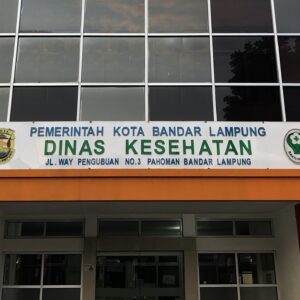 PEMERINTAH KOTA BANDAR LAMPUNG
DINAS KESEHATAN
JL. WAY PENGUBUAN NO.3 PAHOMAN BANDAR LAMPUNG